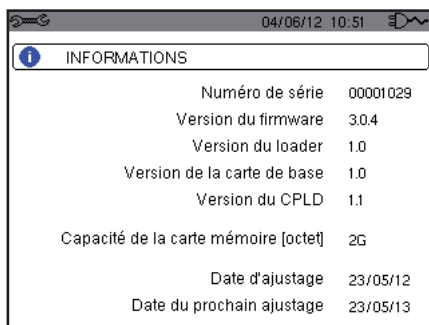 04/06/12 10:51
INFORMATIONS
Numéro de série 00001029
Version du firmware 3.0.4
Version du loader 1.0
Version de la carte de base 1.0
Version du CPLD 1.1
Capacité de la carte mémoire [octet] 2G
Date d'ajustage 23/05/12
Date du prochain ajustage 23/05/13